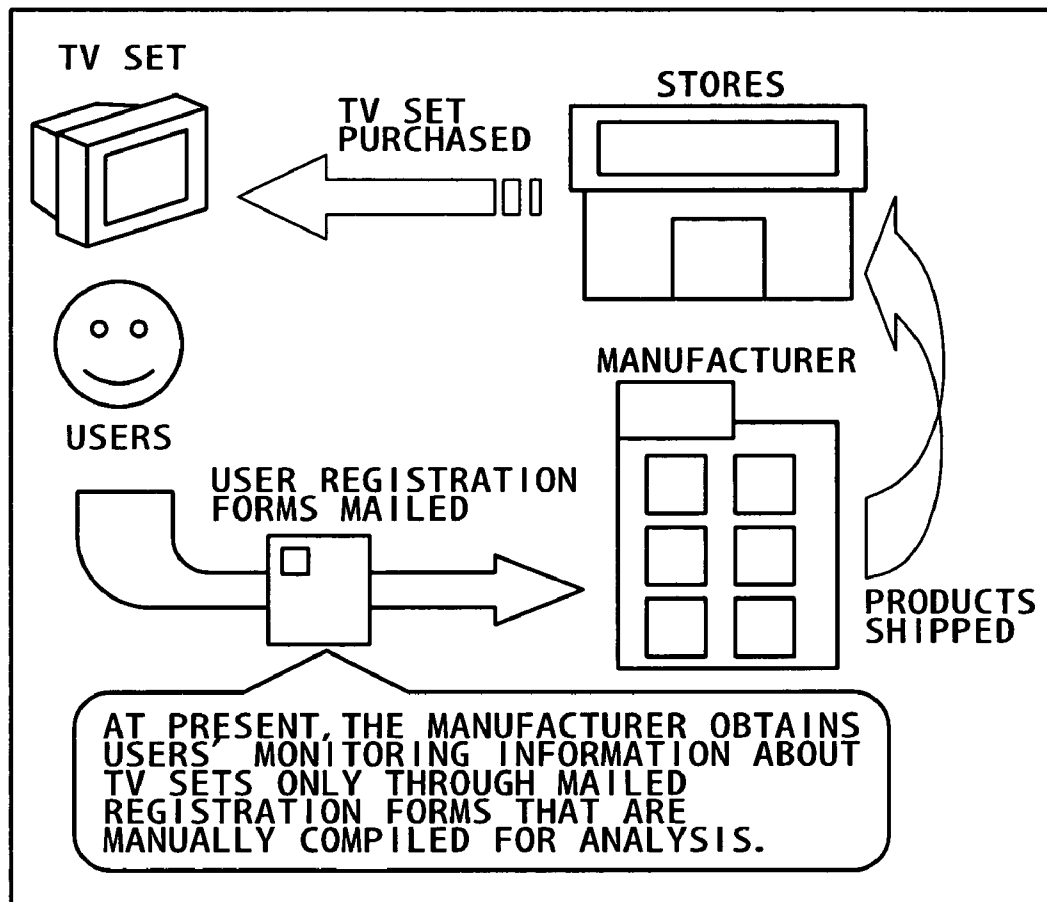 TV SET
TV SET
PURCHASED
STORES
USERS
MANUFACTURER
USER REGISTRATION
FORMS MAILED
PRODUCTS
SHIPPED
AT PRESENT, THE MANUFACTURER OBTAINS
USERS' MONITORING INFORMATION ABOUT
TV SETS ONLY THROUGH MAILED
REGISTRATION FORMS THAT ARE
MANUALLY COMPILED FOR ANALYSIS.